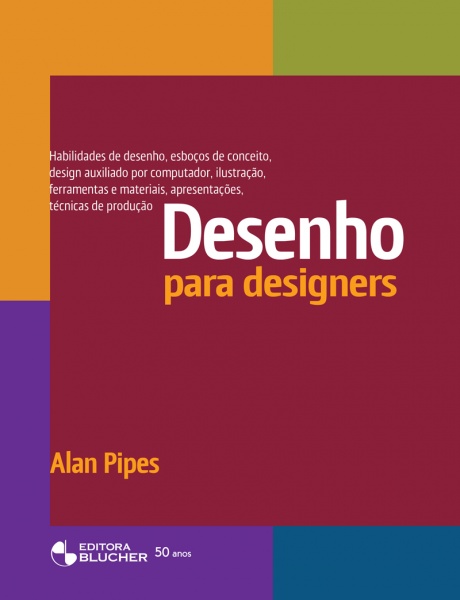 Habilidades de desenho, esboços de conceito,
design auxiliado por computador, ilustração,
ferramentas e materiais, apresentações,
técnicas de produção
Desenho
para designers
Alan Pipes
EDITORA
BLUCHER
50 anos